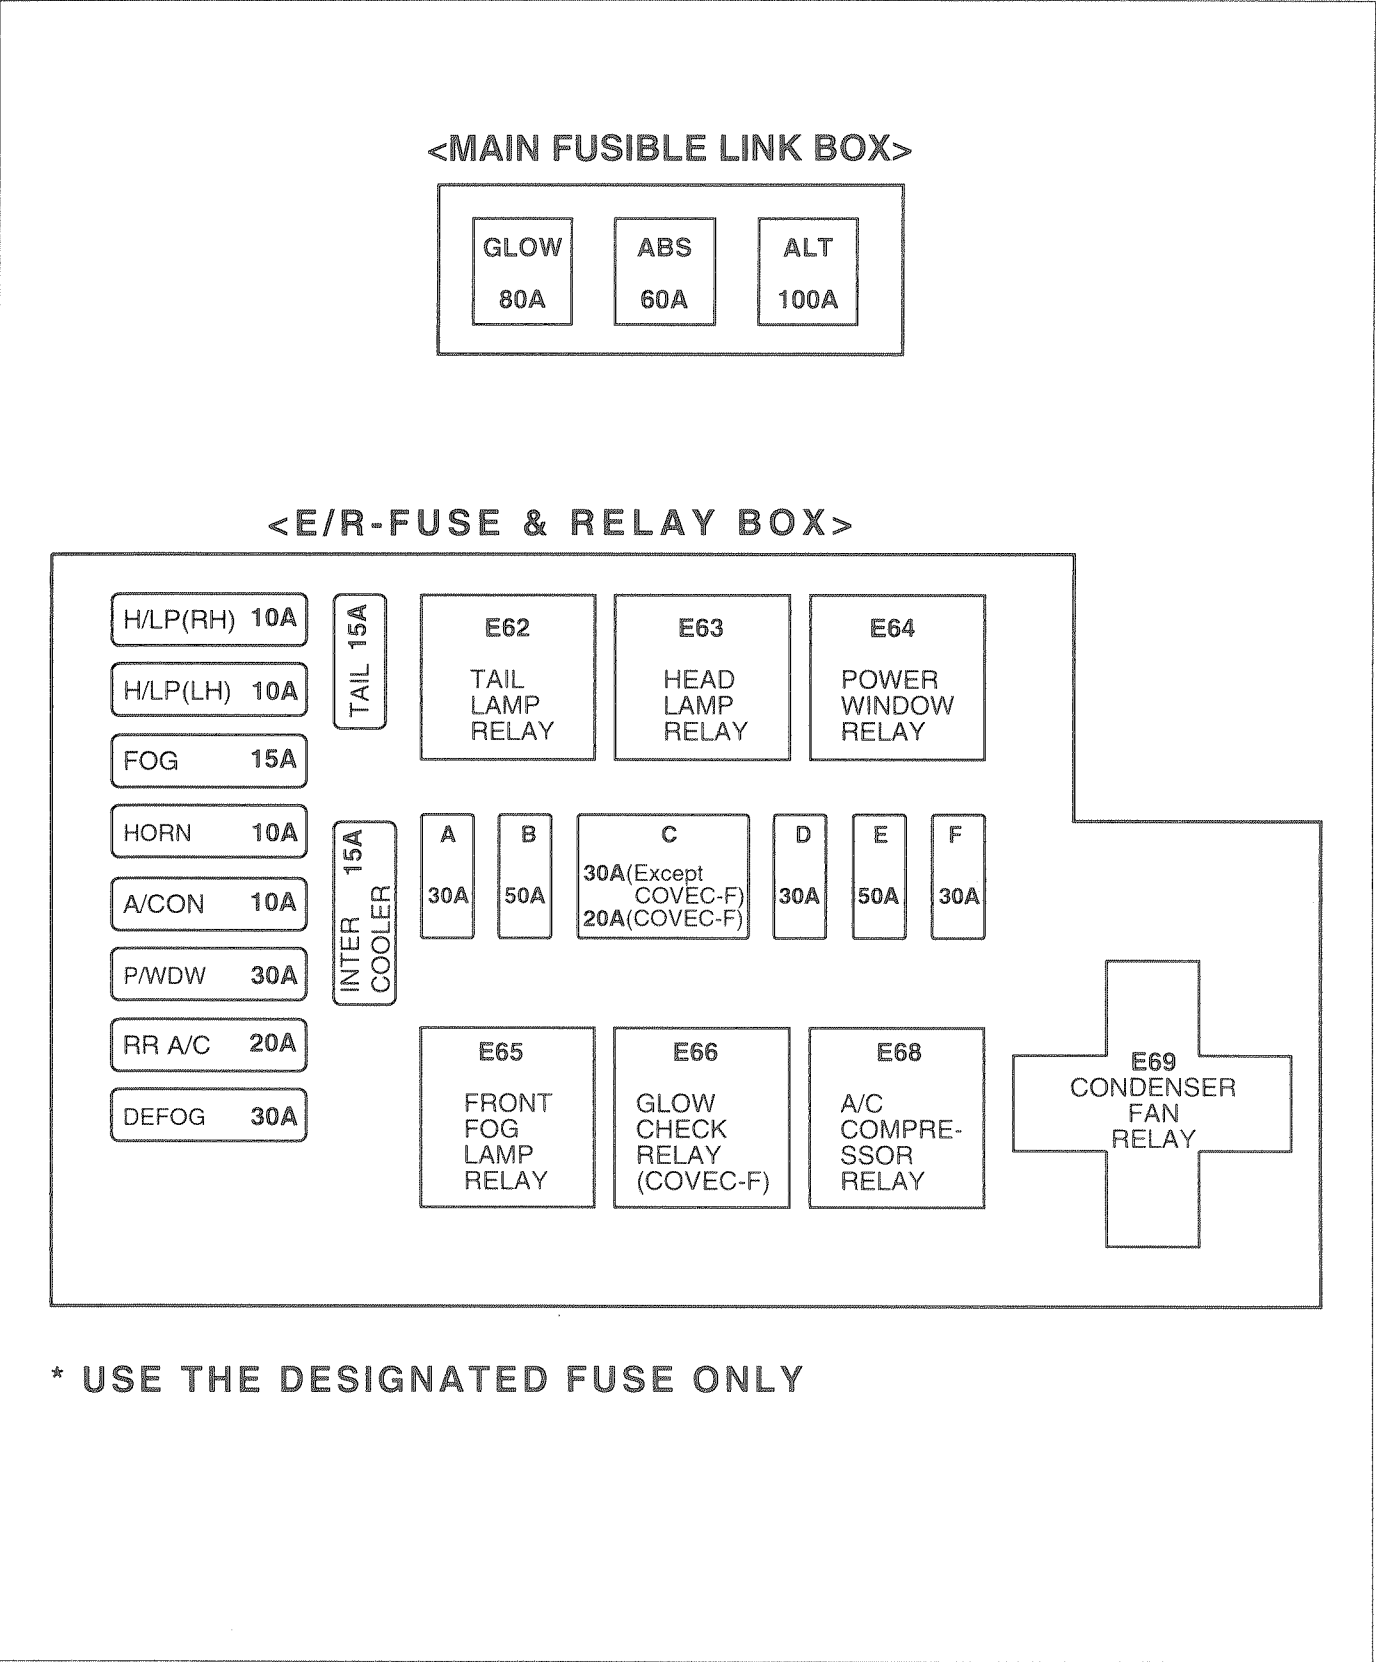 <MAIN FUSIBLE LINK BOX>
GLOW
80A
ABS
60A
ALT
100A
<E/R-FUSE & RELAY BOX>
H/LP(RH) 10A
H/LP(LH) 10A
FOG 15A
HORN 10A
A/CON 10A
P/WDW 30A
RR A/C 20A
DEFOG 30A
TAIL 15A
INTER 15A
COOLER
E62
TAIL
LAMP
RELAY
E63
HEAD
LAMP
RELAY
E64
POWER
WINDOW
RELAY
A
30A
B
50A
C
30A(Except
COVEC-F)
20A(COVEC-F)
D
30A
E
50A
F
30A
E65
FRONT
FOG
LAMP
RELAY
E66
GLOW
CHECK
RELAY
(COVEC-F)
E68
A/C
COMPRE-
SSOR
RELAY
E69
CONDENSER
FAN
RELAY
* USE THE DESIGNATED FUSE ONLY